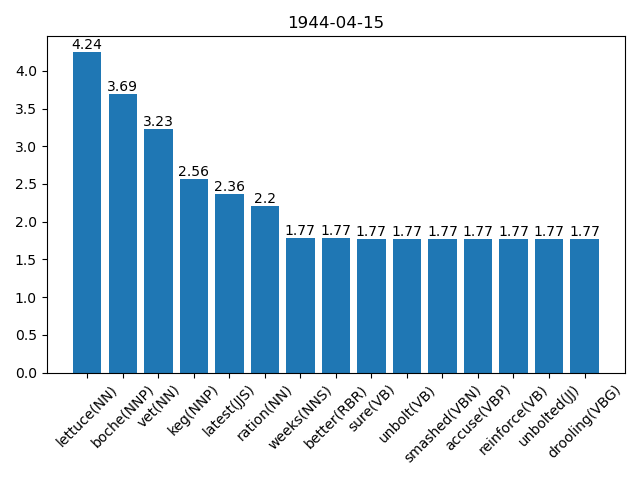 1944-04-15
4.24
3.69
3.23
2.56
2.36
2.2
1.77
1.77
1.77
1.77
1.77
1.77
1.77
1.77
1.77
4.0
3.5
3.0
2.5
2.0
1.5
1.0
0.5
0.0
lettuce(NN)
boche(NNP)
vet(NN)
keg(NNP)
latest(JJS)
ration(NN)
weeks(NNS)
better(RBR)
sure(VB)
unbolt(VB)
smashed(VBN)
accuse(VBP)
reinforce(VB)
unbolted(JJ)
drooling(VBG)